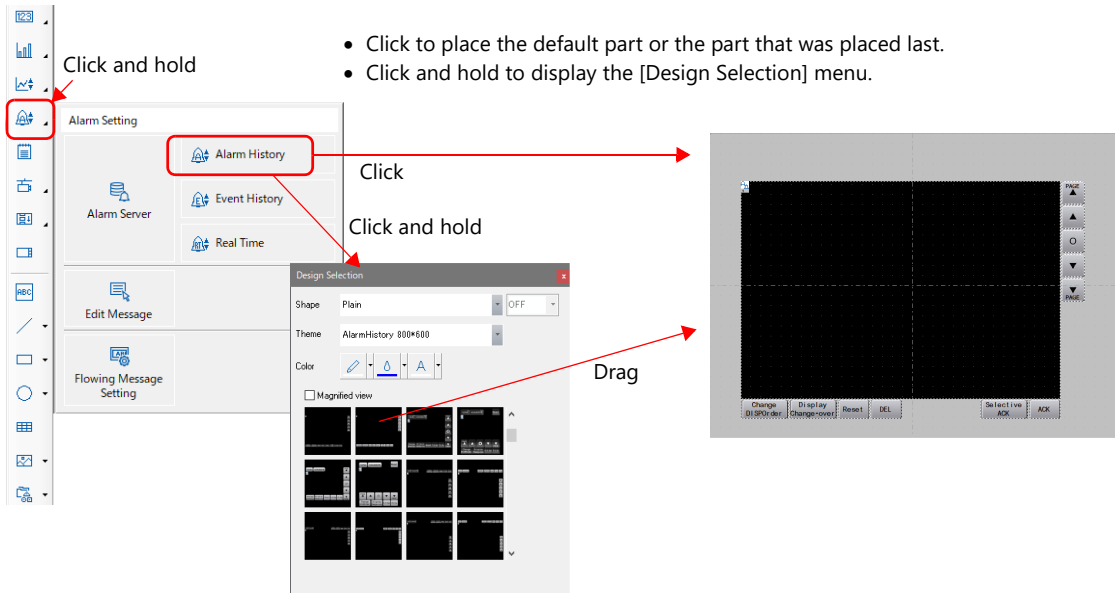 123
• Click to place the default part or the part that was placed last.
• Click and hold to display the [Design Selection] menu.
Click and hold
Alarm Setting
Alarm History
Click
Alarm Server
Event History
Click and hold
Real Time
Edit Message
Flowing Message
Setting
ABC
Design Selection
x
Shape
Plain
OFF
Theme
AlarmHistory 800*600
Color
A
Magnified view
Drag
PAGE
O
PAGE
Change
DISPOrder
Display
Change-over
Reset
DEL
Selective
ACK
ACK